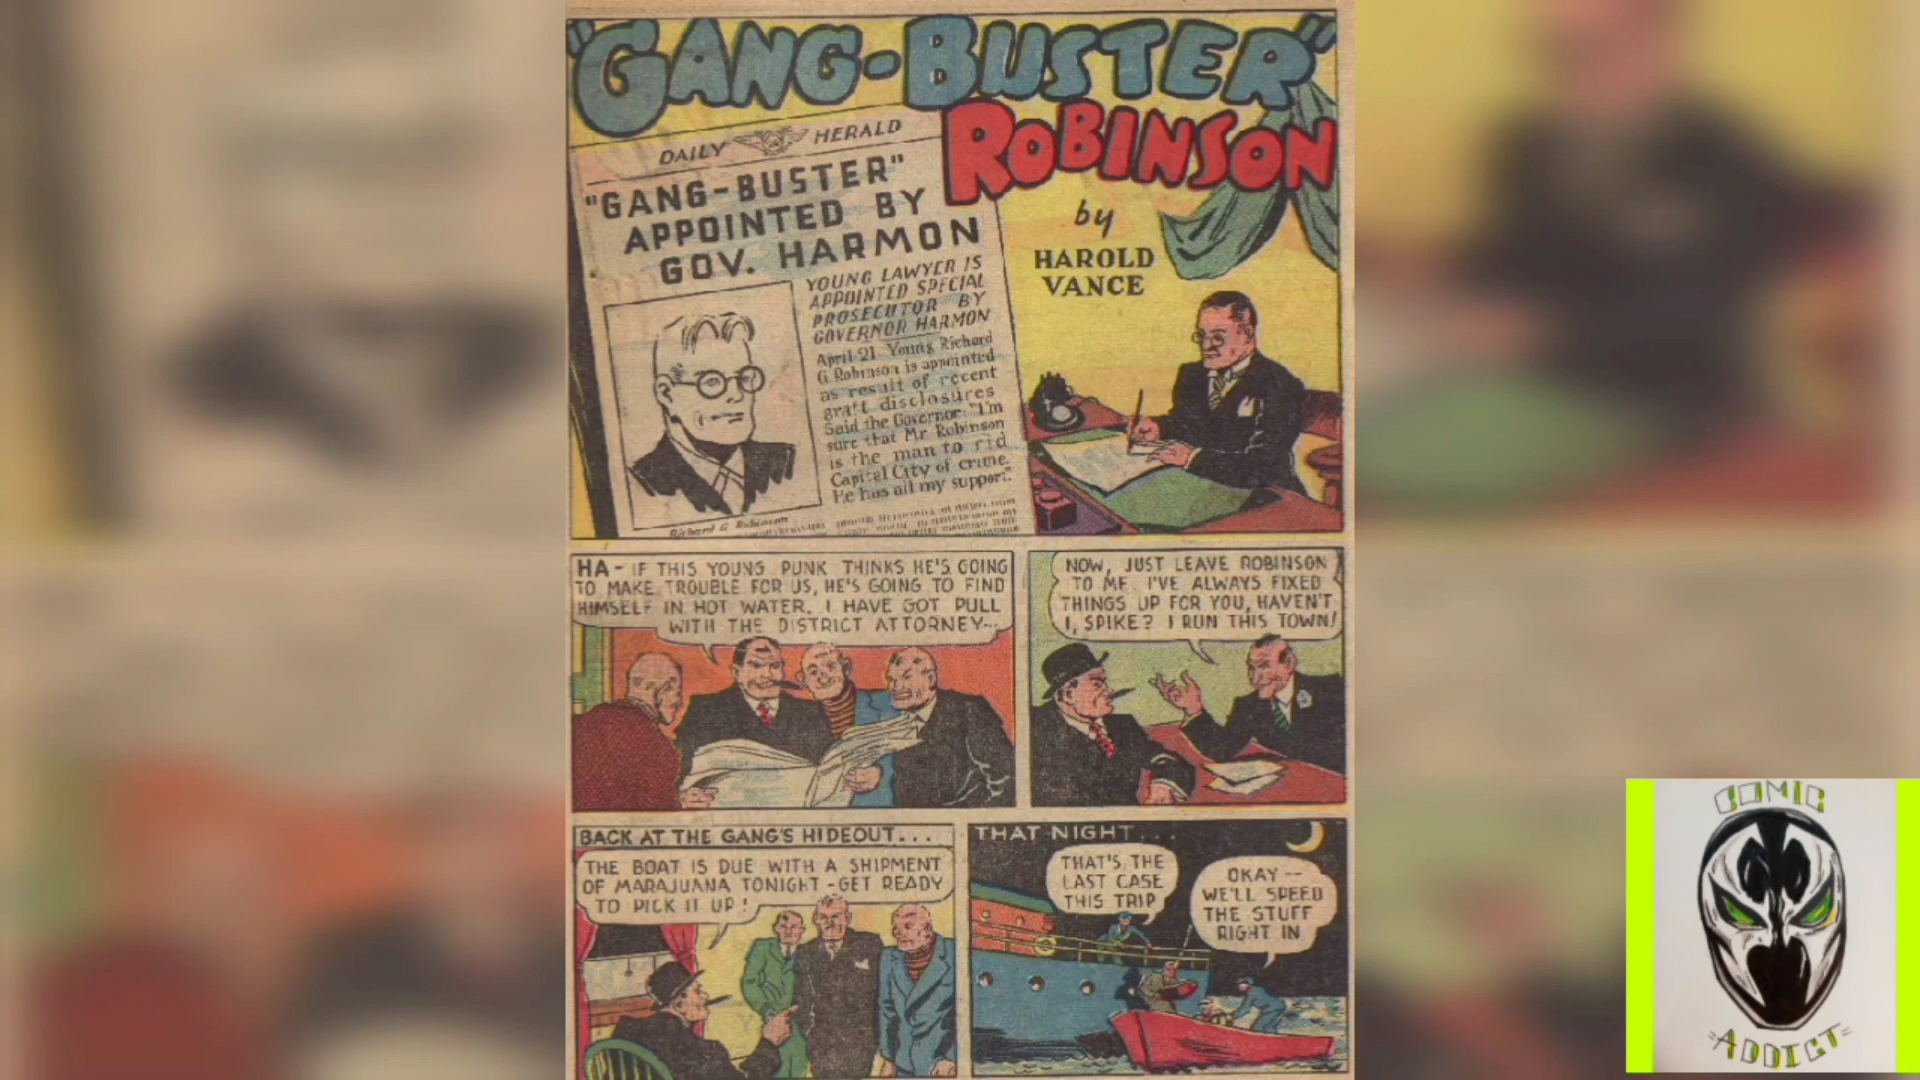 "GANG-BUSTER"
ROBINSON
by
HAROLD
VANCE
DAILY HERALD
"GANG-BUSTER"
APPOINTED BY
GOV. HARMON
YOUNG LAWYER IS
APPOINTED SPECIAL
PROSECUTOR BY
GOVERNOR HARMON
April 21 Young Richard
G. Robinson is appointed
as result of recent
graft disclosures
Said the Governor: "I'm
sure that Mr. Robinson
is the man to rid
Capital City of crime.
He has all my support."
Richard G. Robinson
HA - IF THIS YOUNG PUNK THINKS HE'S GOING
TO MAKE TROUBLE FOR US, HE'S GOING TO FIND
HIMSELF IN HOT WATER. I HAVE GOT PULL
WITH THE DISTRICT ATTORNEY...
NOW, JUST LEAVE ROBINSON
TO ME. I'VE ALWAYS FIXED
THINGS UP FOR YOU, HAVEN'T
I, SPIKE? I RUN THIS TOWN!
BACK AT THE GANG'S HIDEOUT...
THE BOAT IS DUE WITH A SHIPMENT
OF MARAJUANA TONIGHT - GET READY
TO PICK IT UP!
THAT NIGHT...
THAT'S THE
LAST CASE
THIS TRIP
OKAY --
WE'LL SPEED
THE STUFF
RIGHT IN
COMIC
ADDICT